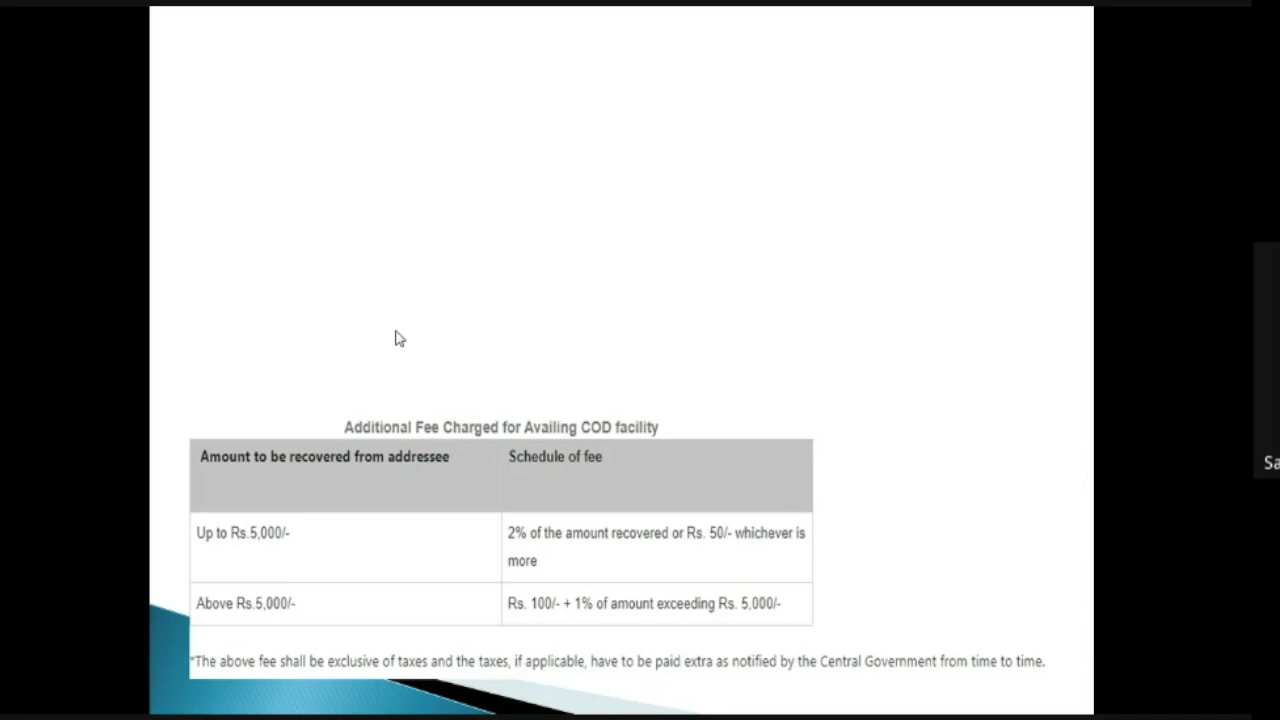 Additional Fee Charged for Availing COD facility
Amount to be recovered from addressee
Schedule of fee
Up to Rs.5,000/-
2% of the amount recovered or Rs. 50/- whichever is
more
Above Rs.5,000/-
Rs. 100/- + 1% of amount exceeding Rs. 5,000/-
*The above fee shall be exclusive of taxes and the taxes, if applicable, have to be paid extra as notified by the Central Government from time to time.
Sa